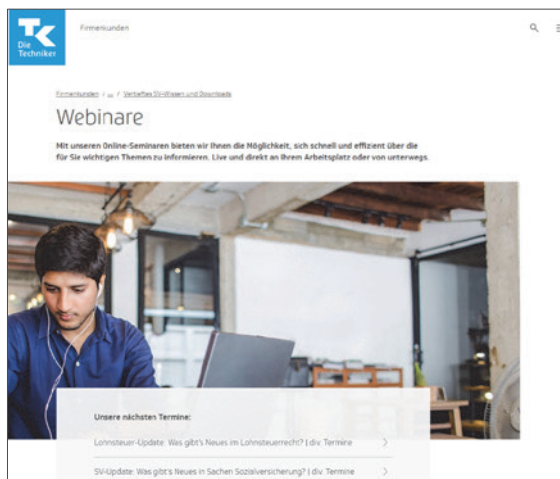 TK
Die
Techniker
Firmenkunden
Firmenkunden / ... / Vertieftes SV-Wissen und Downloads
Webinare
Mit unseren Online-Seminaren bieten wir Ihnen die Möglichkeit, sich schnell und effizient über die
für Sie wichtigen Themen zu informieren. Live und direkt an Ihrem Arbeitsplatz oder von unterwegs.
Unsere nächsten Termine:
Lohnsteuer-Update: Was gibt's Neues im Lohnsteuerrecht? | div. Termine
SV-Update: Was gibt's Neues in Sachen Sozialversicherung? | div. Termine